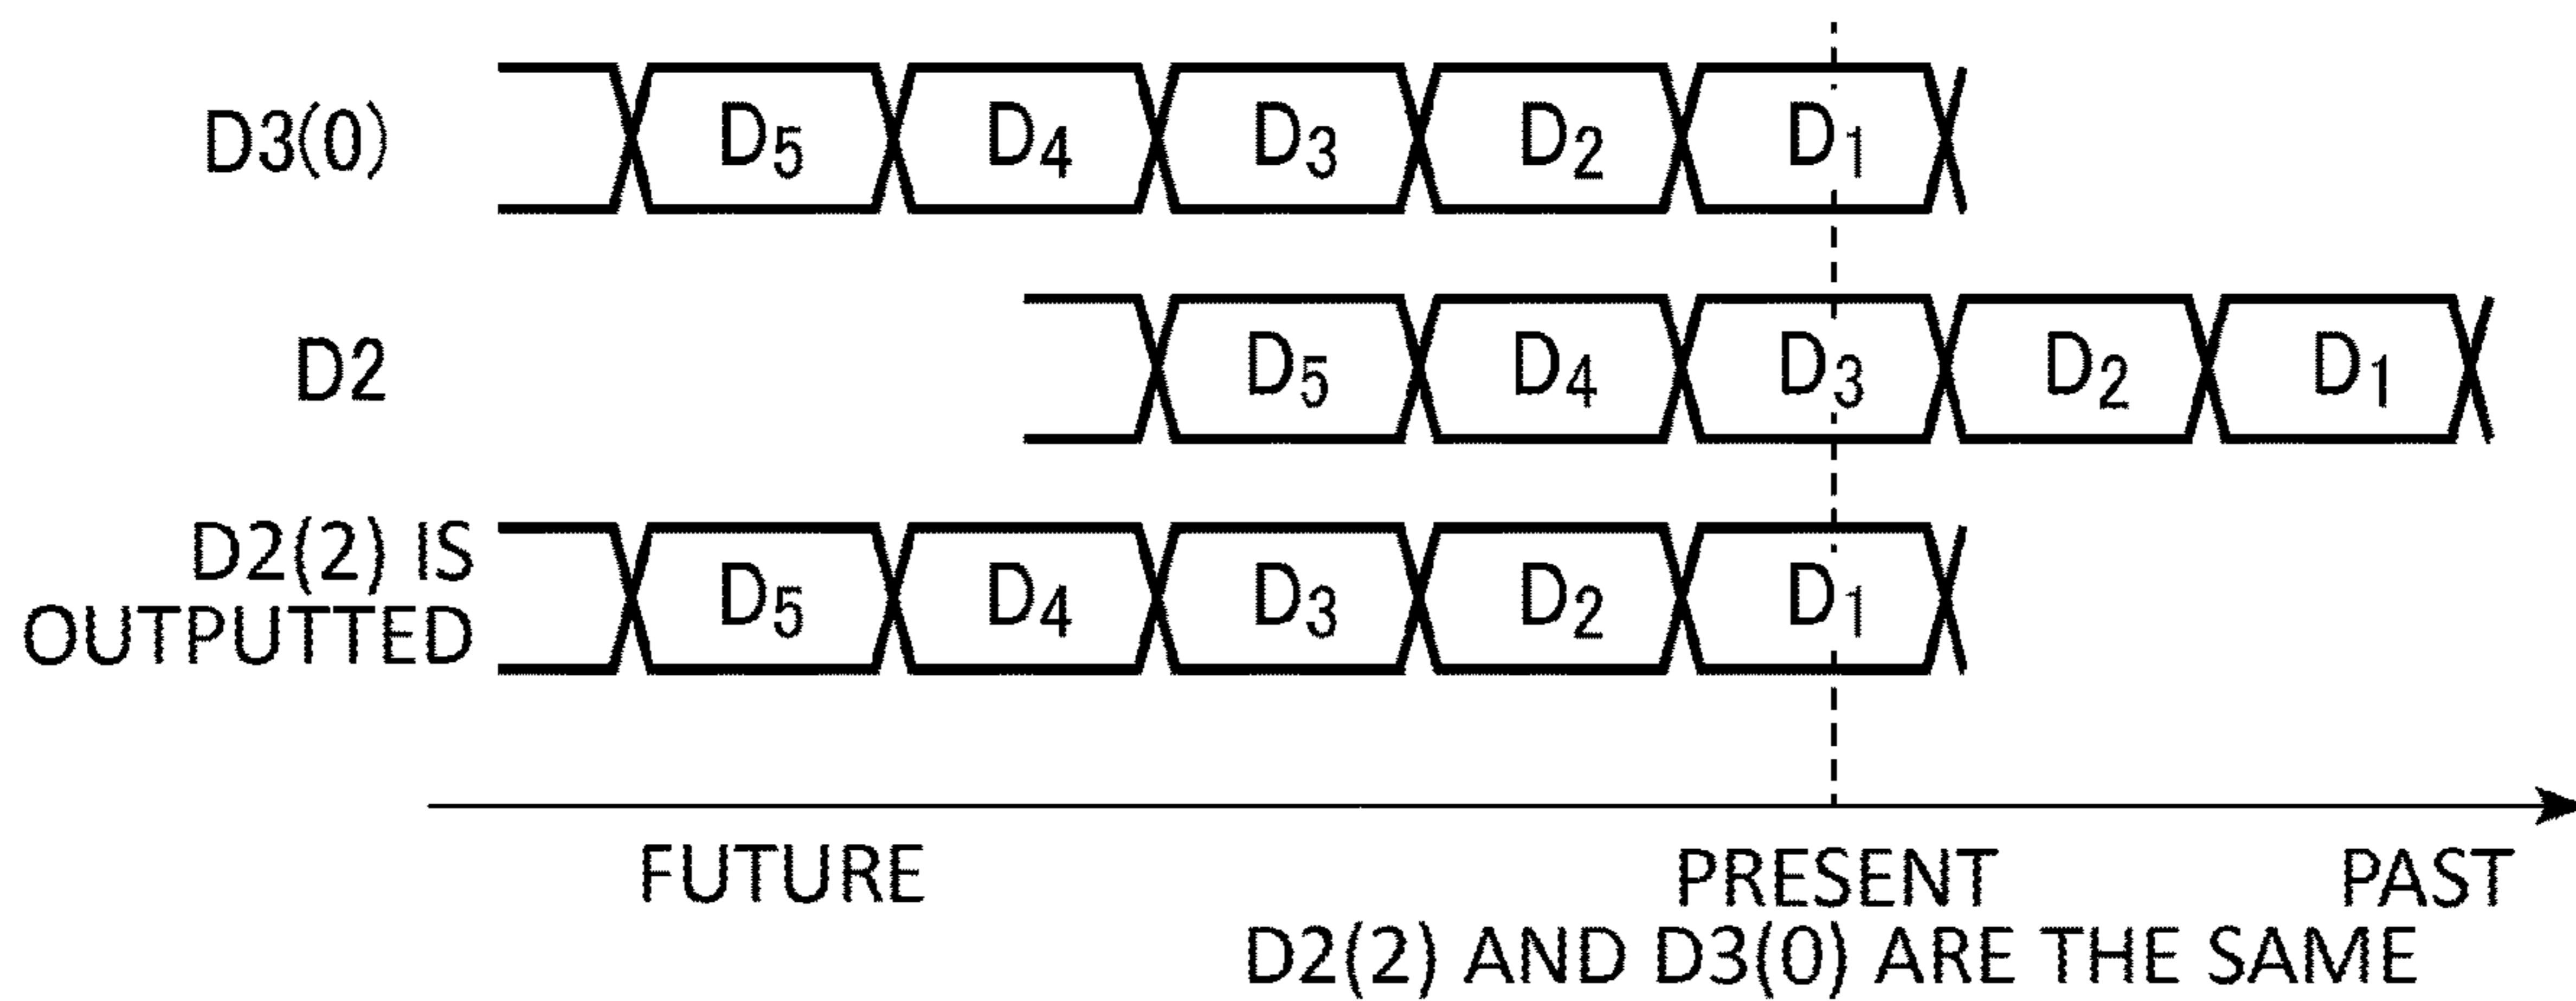 D3(0) D₅ D₄ D₃ D₂ D₁
D2 D₅ D₄ D₃ D₂ D₁
D2(2) IS
OUTPUTTED
D₅ D₄ D₃ D₂ D₁
FUTURE PRESENT PAST
D2(2) AND D3(0) ARE THE SAME